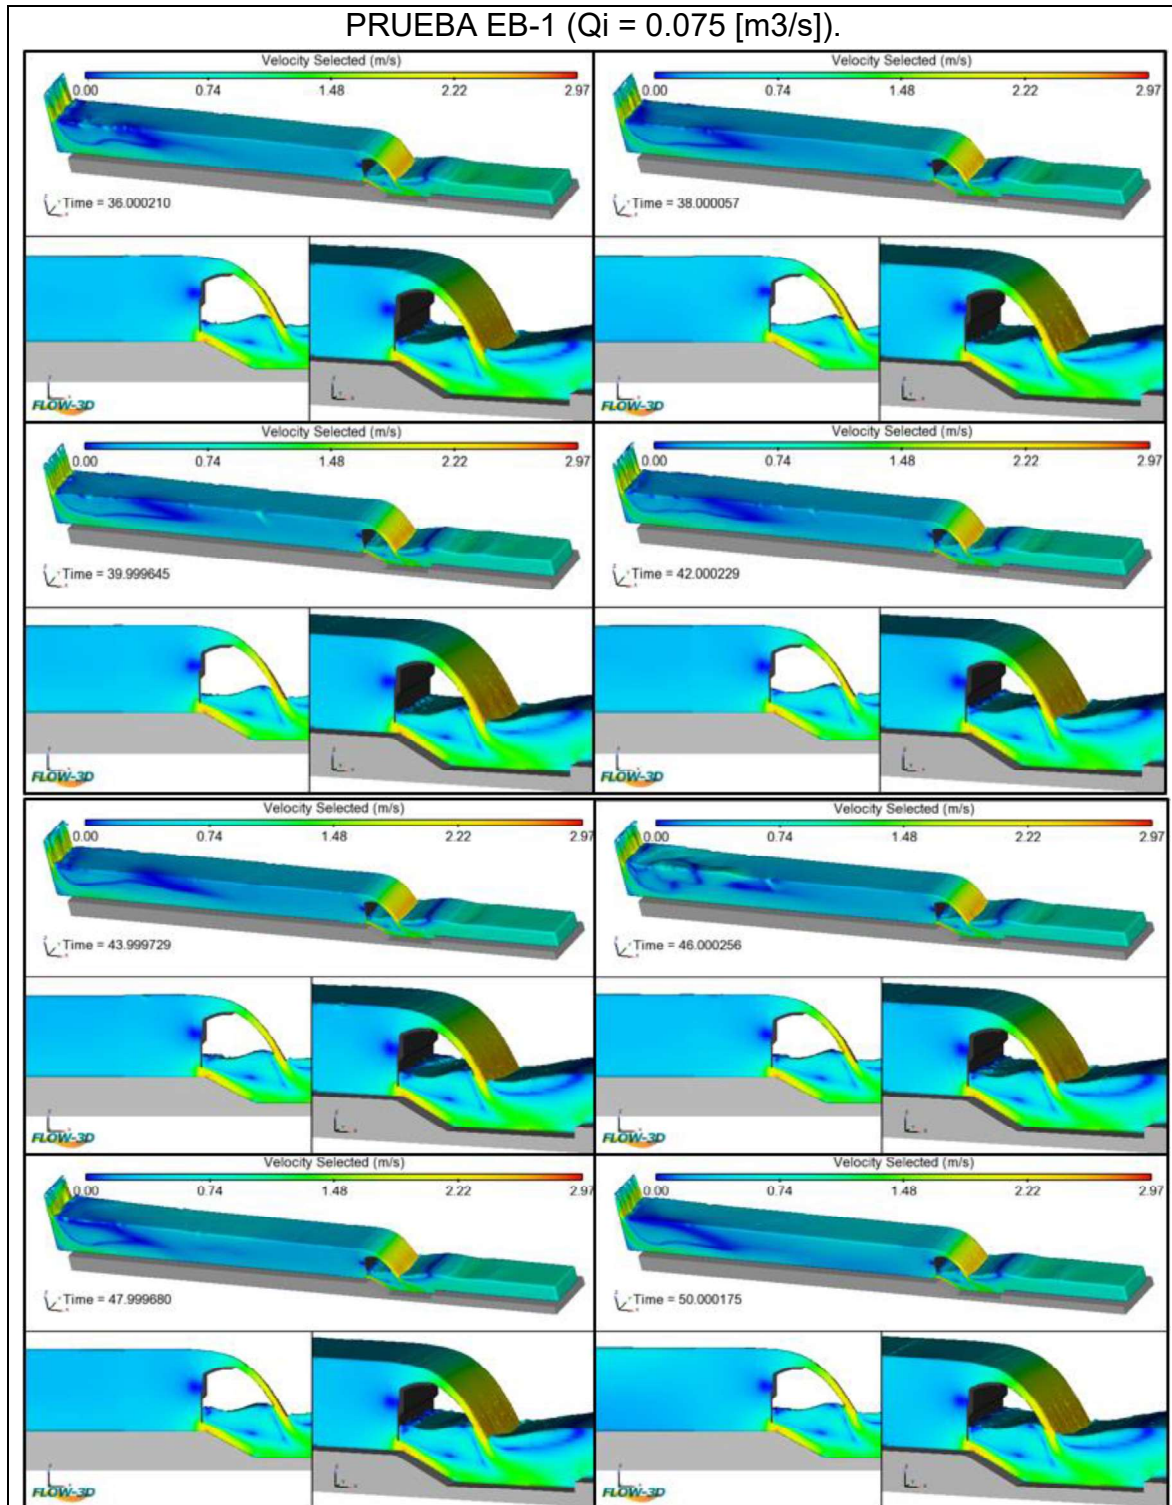 PRUEBA EB-1 (Qi = 0.075 [m3/s]).
Velocity Selected (m/s)
0.00 0.74 1.48 2.22 2.97
Time = 36.000210
FLOW-3D
Velocity Selected (m/s)
0.00 0.74 1.48 2.22 2.97
Time = 38.000057
FLOW-3D
Velocity Selected (m/s)
0.00 0.74 1.48 2.22 2.97
Time = 39.999645
FLOW-3D
Velocity Selected (m/s)
0.00 0.74 1.48 2.22 2.97
Time = 42.000229
FLOW-3D
Velocity Selected (m/s)
0.00 0.74 1.48 2.22 2.97
Time = 43.999729
FLOW-3D
Velocity Selected (m/s)
0.00 0.74 1.48 2.22 2.97
Time = 46.000256
FLOW-3D
Velocity Selected (m/s)
0.00 0.74 1.48 2.22 2.97
Time = 47.999680
FLOW-3D
Velocity Selected (m/s)
0.00 0.74 1.48 2.22 2.97
Time = 50.000175
FLOW-3D